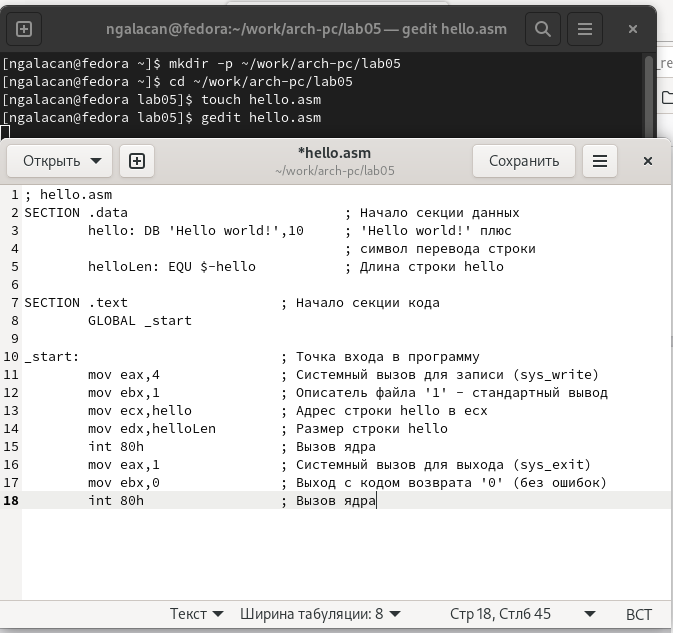 ngalacan@fedora:~/work/arch-pc/lab05 — gedit hello.asm
[ngalacan@fedora ~]$ mkdir -p ~/work/arch-pc/lab05
[ngalacan@fedora ~]$ cd ~/work/arch-pc/lab05
[ngalacan@fedora lab05]$ touch hello.asm
[ngalacan@fedora lab05]$ gedit hello.asm
_re
Открыть
*hello.asm
~/work/arch-pc/lab05
Сохранить
1 ; hello.asm
2 SECTION .data ; Начало секции данных
3 hello: DB 'Hello world!',10 ; 'Hello world!' плюс
4 ; символ перевода строки
5 helloLen: EQU $-hello ; Длина строки hello
6
7 SECTION .text ; Начало секции кода
8 GLOBAL _start
9
10 _start: ; Точка входа в программу
11 mov eax,4 ; Системный вызов для записи (sys_write)
12 mov ebx,1 ; Описатель файла '1' - стандартный вывод
13 mov ecx,hello ; Адрес строки hello в ecx
14 mov edx,helloLen ; Размер строки hello
15 int 80h ; Вызов ядра
16 mov eax,1 ; Системный вызов для выхода (sys_exit)
17 mov ebx,0 ; Выход с кодом возврата '0' (без ошибок)
18 int 80h ; Вызов ядра
Текст Ширина табуляции: 8 Стр 18, Стлб 45 ВСТ